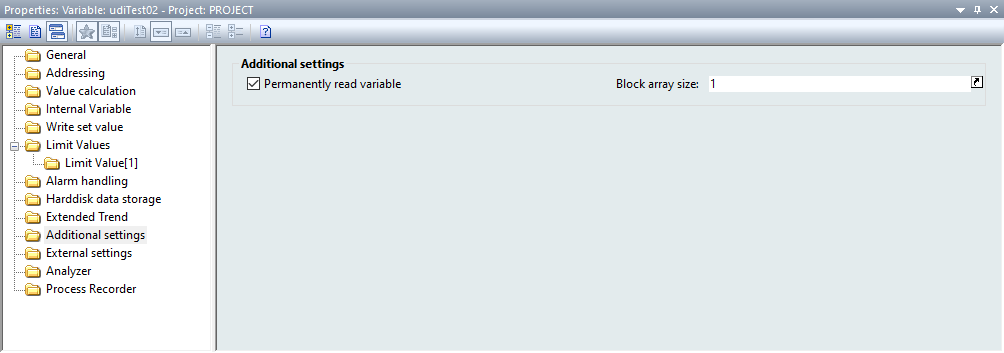 Properties: Variable: udiTest02 - Project: PROJECT
General
Addressing
Value calculation
Internal Variable
Write set value
Limit Values
Limit Value[1]
Alarm handling
Harddisk data storage
Extended Trend
Additional settings
External settings
Analyzer
Process Recorder
Additional settings
Permanently read variable
Block array size: 1